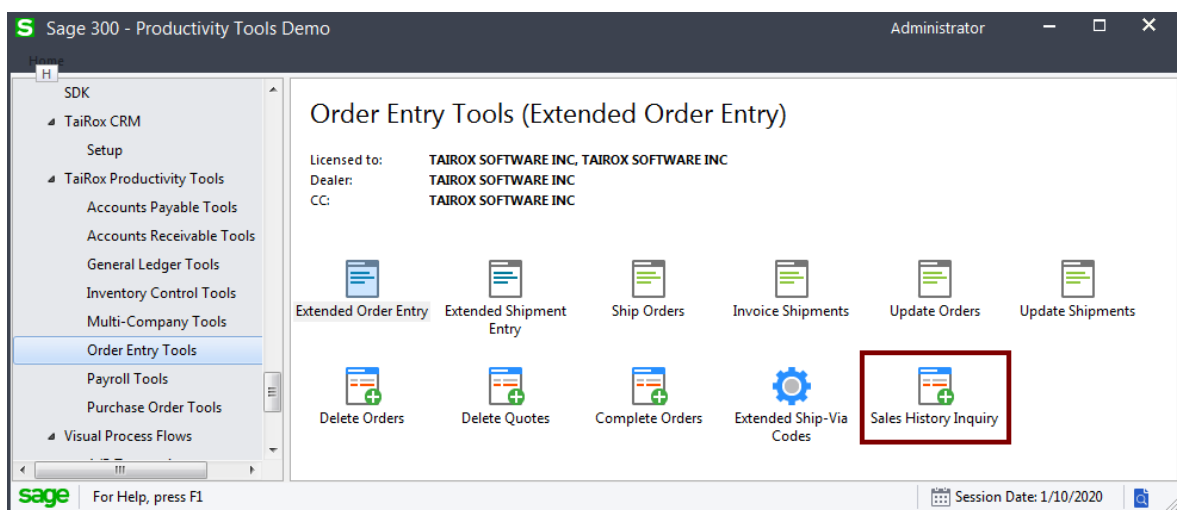 S Sage 300 - Productivity Tools Demo
Administrator
Home
H
SDK
TaiRox CRM
Setup
TaiRox Productivity Tools
Accounts Payable Tools
Accounts Receivable Tools
General Ledger Tools
Inventory Control Tools
Multi-Company Tools
Order Entry Tools
Payroll Tools
Purchase Order Tools
Visual Process Flows
Order Entry Tools (Extended Order Entry)
Licensed to: TAIROX SOFTWARE INC, TAIROX SOFTWARE INC
Dealer: TAIROX SOFTWARE INC
CC: TAIROX SOFTWARE INC
Extended Order Entry
Extended Shipment
Entry
Ship Orders
Invoice Shipments
Update Orders
Update Shipments
Delete Orders
Delete Quotes
Complete Orders
Extended Ship-Via
Codes
Sales History Inquiry
sage For Help, press F1
Session Date: 1/10/2020